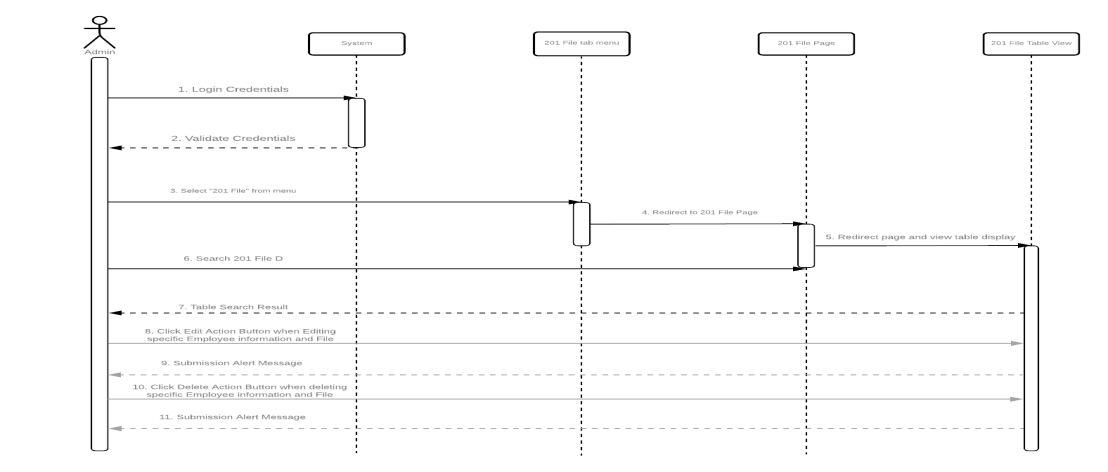 Admin
System
201 File tab menu
201 File Page
201 File Table View
1. Login Credentials
2. Validate Credentials
3. Select "201 File" from menu
4. Redirect to 201 File Page
5. Redirect page and view table display
6. Search 201 File D
7. Table Search Result
8. Click Edit Action Button when Editing
specific Employee information and File
9. Submission Alert Message
10. Click Delete Action Button when deleting
specific Employee information and File
11. Submission Alert Message